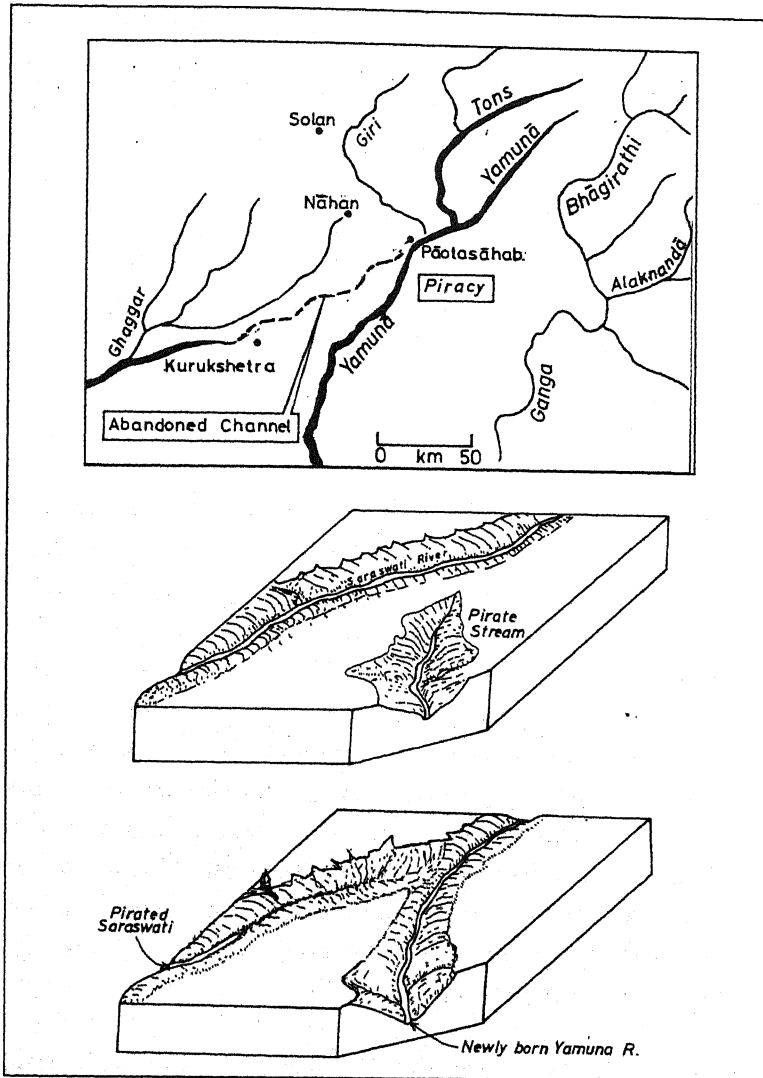 Tons
Solan
Giri
Yamunā
Bhāgirathi
Nāhan
Pāotasāhab.
Alaknandā
Piracy
Ghaggar
Yamunā
Kurukshetra
Ganga
Abandoned Channel
0 km 50
Saraswati River
Pirate
Stream
Pirated
Saraswati
Newly born Yamuna R.